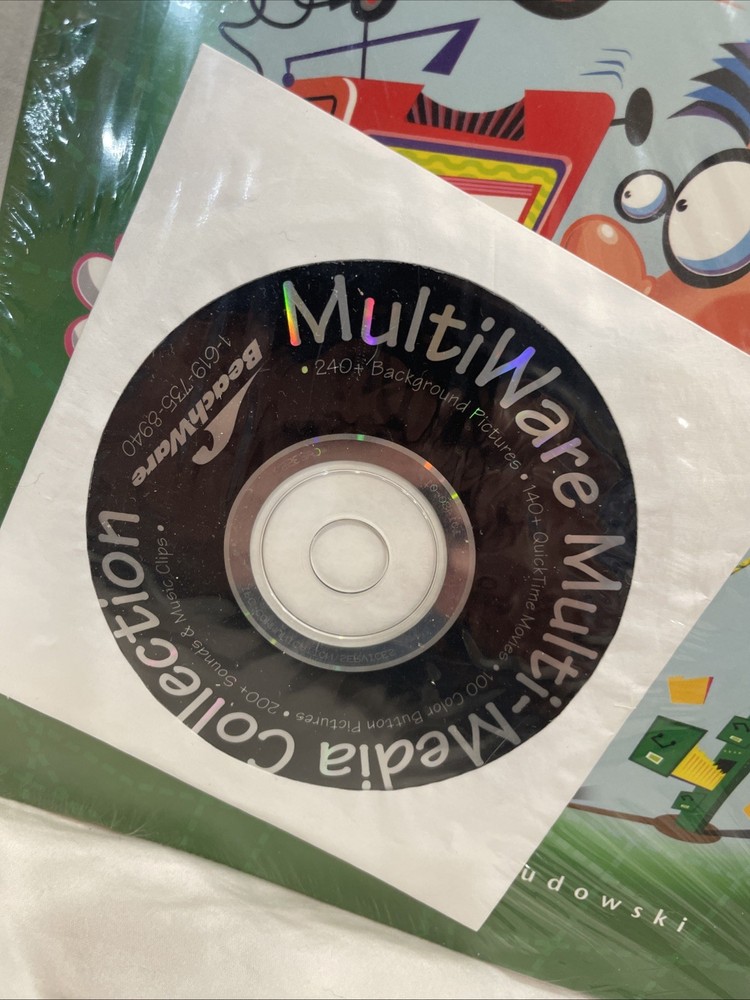 MultiWare Multi-Media Collection
• 240+ Background Pictures • 140+ QuickTime Movies • 100 Color Button Pictures • 200+ Sounds & Music Clips •
BeachWare
1-619-735-8940
udowski